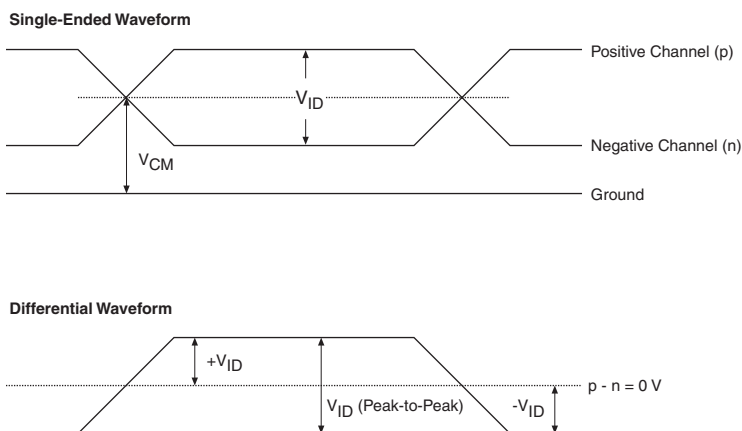 Single-Ended Waveform
Positive Channel (p)
VID
Negative Channel (n)
VCM
Ground
Differential Waveform
+VID
p - n = 0 V
VID (Peak-to-Peak)
-VID